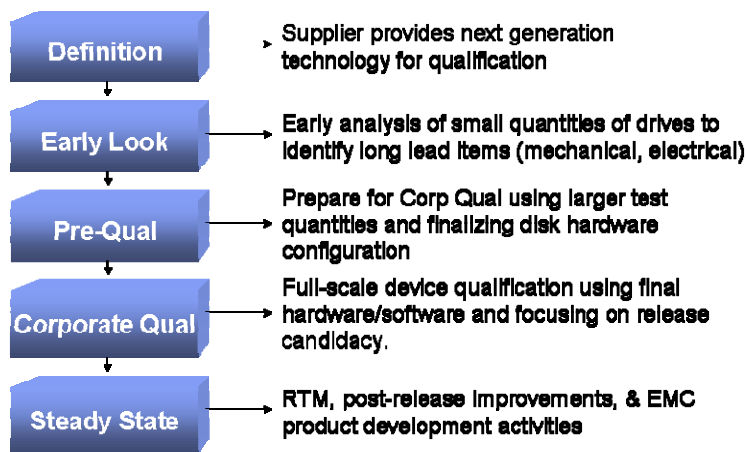 Definition
Supplier provides next generation
technology for qualification
Early Look
Early analysis of small quantities of drives to
identify long lead items (mechanical, electrical)
Pre-Qual
Prepare for Corp Qual using larger test
quantities and finalizing disk hardware
configuration
Corporate Qual
Full-scale device qualification using final
hardware/software and focusing on release
candidacy.
Steady State
RTM, post-release improvements, & EMC
product development activities